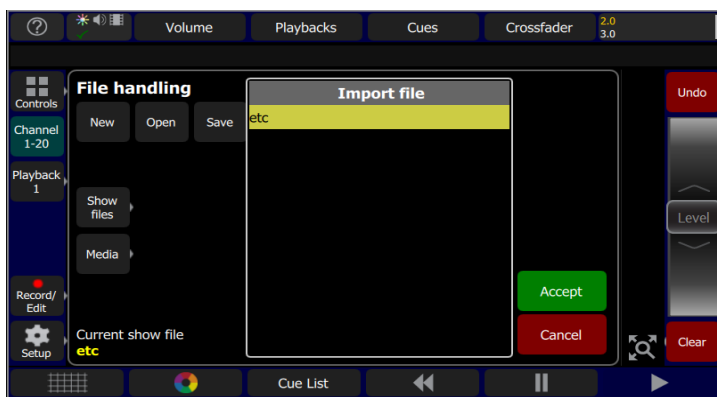 ?
Volume
Playbacks
Cues
Crossfader
2.0
3.0
Controls
File handling
Import file
Undo
Channel
1-20
New
Open
Save
etc
Playback
1
Show
files
Level
Media
Record/
Edit
Accept
Setup
Current show file
etc
Cancel
Clear
Cue List